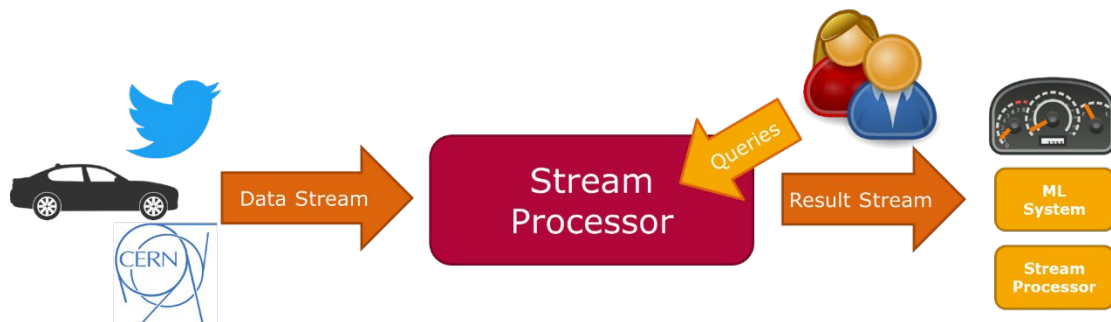 CERN
Data Stream
Stream
Processor
Queries
Result Stream
ML
System
Stream
Processor